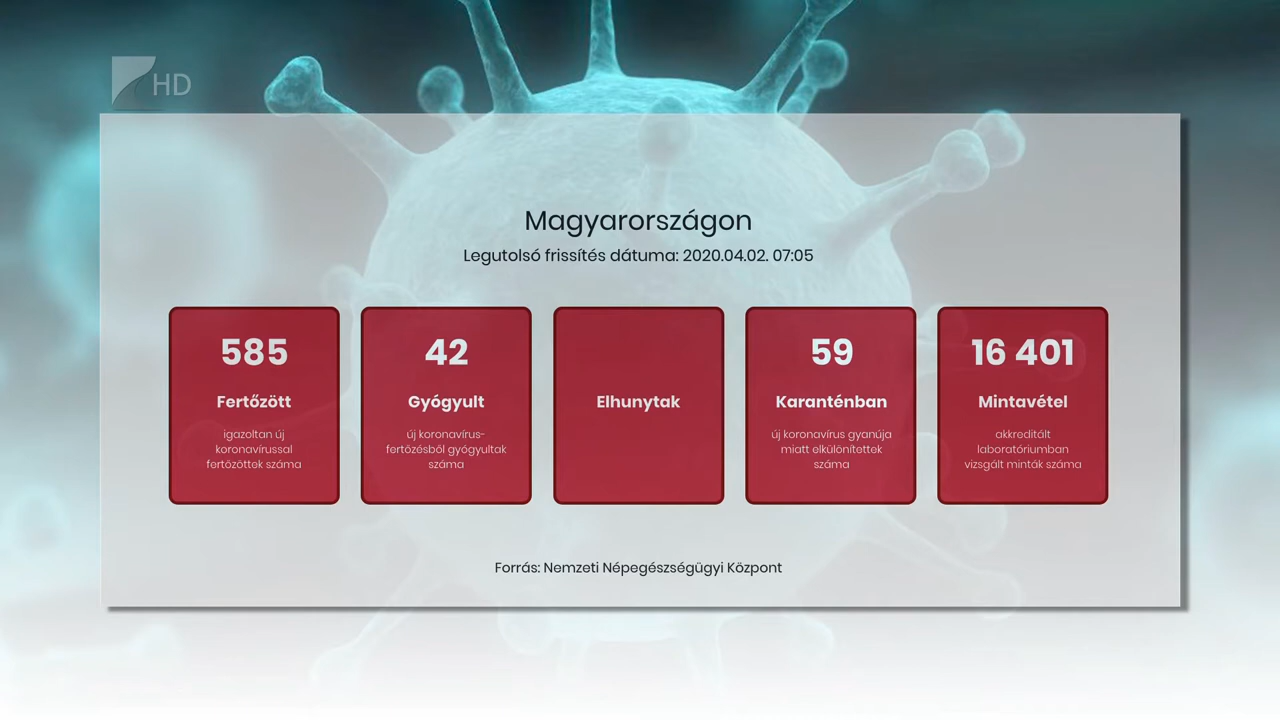 HD
Magyarországon
Legutolsó frissítés dátuma: 2020.04.02. 07:05
585
Fertőzött
igazoltan új
koronavírussal
fertőzöttek száma
42
Gyógyult
új koronavírus-
fertőzésből gyógyultak
száma
Elhunytak
59
Karanténban
új koronavírus gyanúja
miatt elkülönítettek
száma
16 401
Mintavétel
akkreditált
laboratóriumban
vizsgált minták száma
Forrás: Nemzeti Népegészségügyi Központ